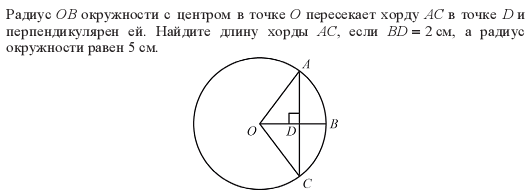 Радиус OB окружности с центром в точке O пересекает хорду AC в точке D и
перпендикулярен ей. Найдите длину хорды AC, если BD = 2 см, а радиус
окружности равен 5 см.
A
O D B
C